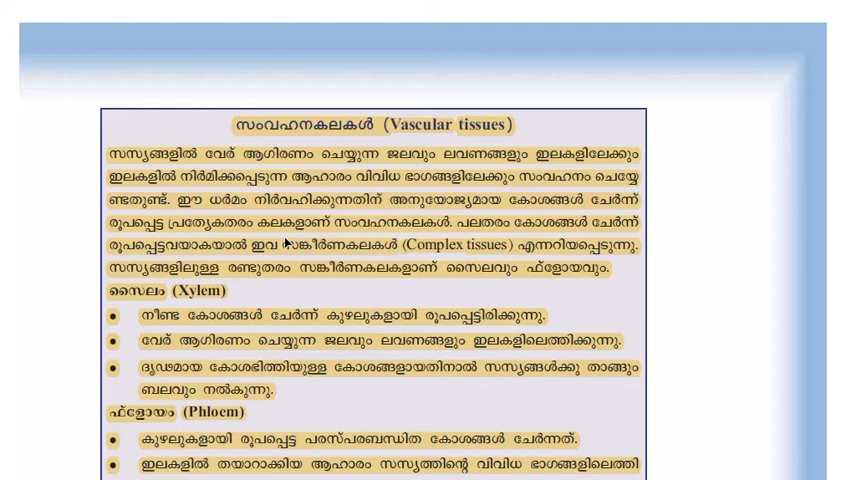 സംവഹനകലകൾ (Vascular tissues)
സസ്യങ്ങളിൽ വേര് ആഗിരണം ചെയ്യുന്ന ജലവും ലവണങ്ങളും ഇലകളിലേക്കും
ഇലകളിൽ നിർമിക്കപ്പെടുന്ന ആഹാരം വിവിധ ഭാഗങ്ങളിലേക്കും സംവഹനം ചെയ്യേ
ണ്ടതുണ്ട്. ഈ ധർമം നിർവഹിക്കുന്നതിന് അനുയോജ്യമായ കോശങ്ങൾ ചേർന്ന്
രൂപപ്പെട്ട പ്രത്യേകതരം കലകളാണ് സംവഹനകലകൾ. പലതരം കോശങ്ങൾ ചേർന്ന്
രൂപപ്പെട്ടവയാകയാൽ ഇവ സങ്കീർണകലകൾ (Complex tissues) എന്നറിയപ്പെടുന്നു.
സസ്യങ്ങളിലുള്ള രണ്ടുതരം സങ്കീർണകലകളാണ് സൈലവും ഫ്ളോയവും.
സൈലം (Xylem)
• നീണ്ട കോശങ്ങൾ ചേർന്ന് കുഴലുകളായി രൂപപ്പെട്ടിരിക്കുന്നു.
• വേര് ആഗിരണം ചെയ്യുന്ന ജലവും ലവണങ്ങളും ഇലകളിലെത്തിക്കുന്നു.
• ദൃഢമായ കോശഭിത്തിയുള്ള കോശങ്ങളായതിനാൽ സസ്യങ്ങൾക്കു താങ്ങും
ബലവും നൽകുന്നു.
ഫ്ളോയം (Phloem)
• കുഴലുകളായി രൂപപ്പെട്ട പരസ്പരബന്ധിത കോശങ്ങൾ ചേർന്നത്.
• ഇലകളിൽ തയാറാക്കിയ ആഹാരം സസ്യത്തിന്റെ വിവിധ ഭാഗങ്ങളിലെത്തി